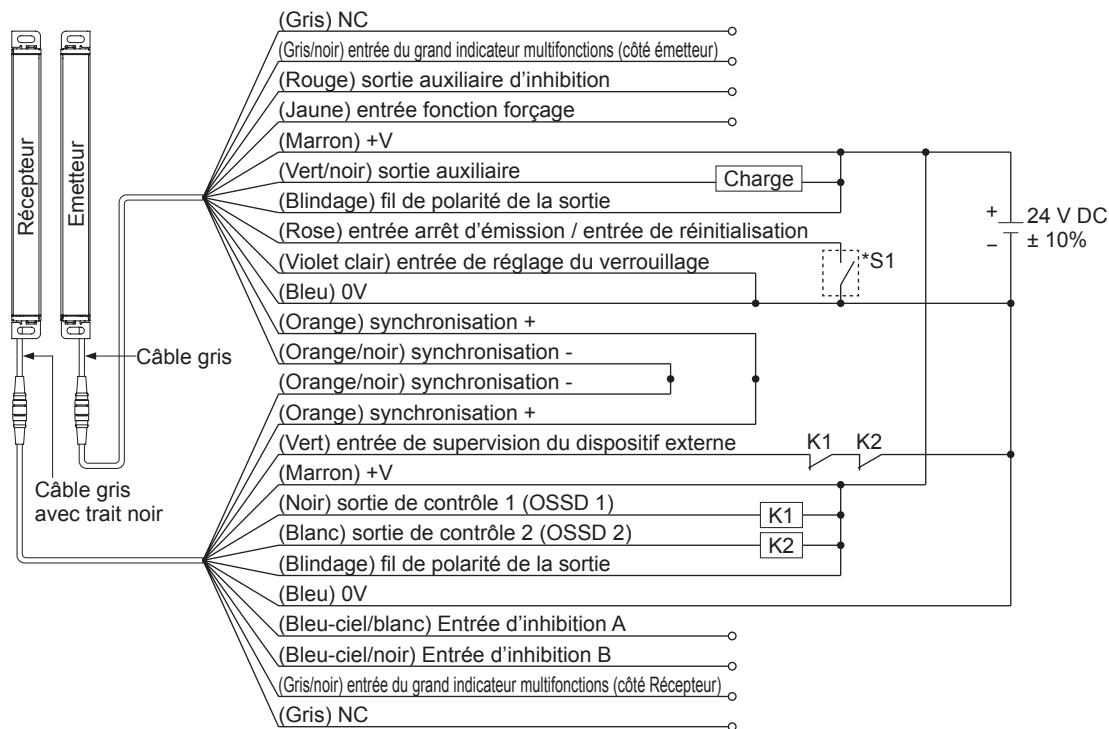 (Gris) NC
(Gris/noir) entrée du grand indicateur multifonctions (côté émetteur)
(Rouge) sortie auxiliaire d'inhibition
(Jaune) entrée fonction forçage
(Marron) +V
(Vert/noir) sortie auxiliaire
Charge
(Blindage) fil de polarité de la sortie
(Rose) entrée arrêt d'émission / entrée de réinitialisation
*S1
(Violet clair) entrée de réglage du verrouillage
(Bleu) 0V
(Orange) synchronisation +
(Orange/noir) synchronisation -
(Orange/noir) synchronisation -
(Orange) synchronisation +
(Vert) entrée de supervision du dispositif externe
K1
K2
(Marron) +V
(Noir) sortie de contrôle 1 (OSSD 1)
K1
(Blanc) sortie de contrôle 2 (OSSD 2)
K2
(Blindage) fil de polarité de la sortie
(Bleu) 0V
(Bleu-ciel/blanc) Entrée d'inhibition A
(Bleu-ciel/noir) Entrée d'inhibition B
(Gris/noir) entrée du grand indicateur multifonctions (côté Récepteur)
(Gris) NC
Récepteur
Emetteur
Câble gris
Câble gris
avec trait noir
+
24 V DC
± 10%
−